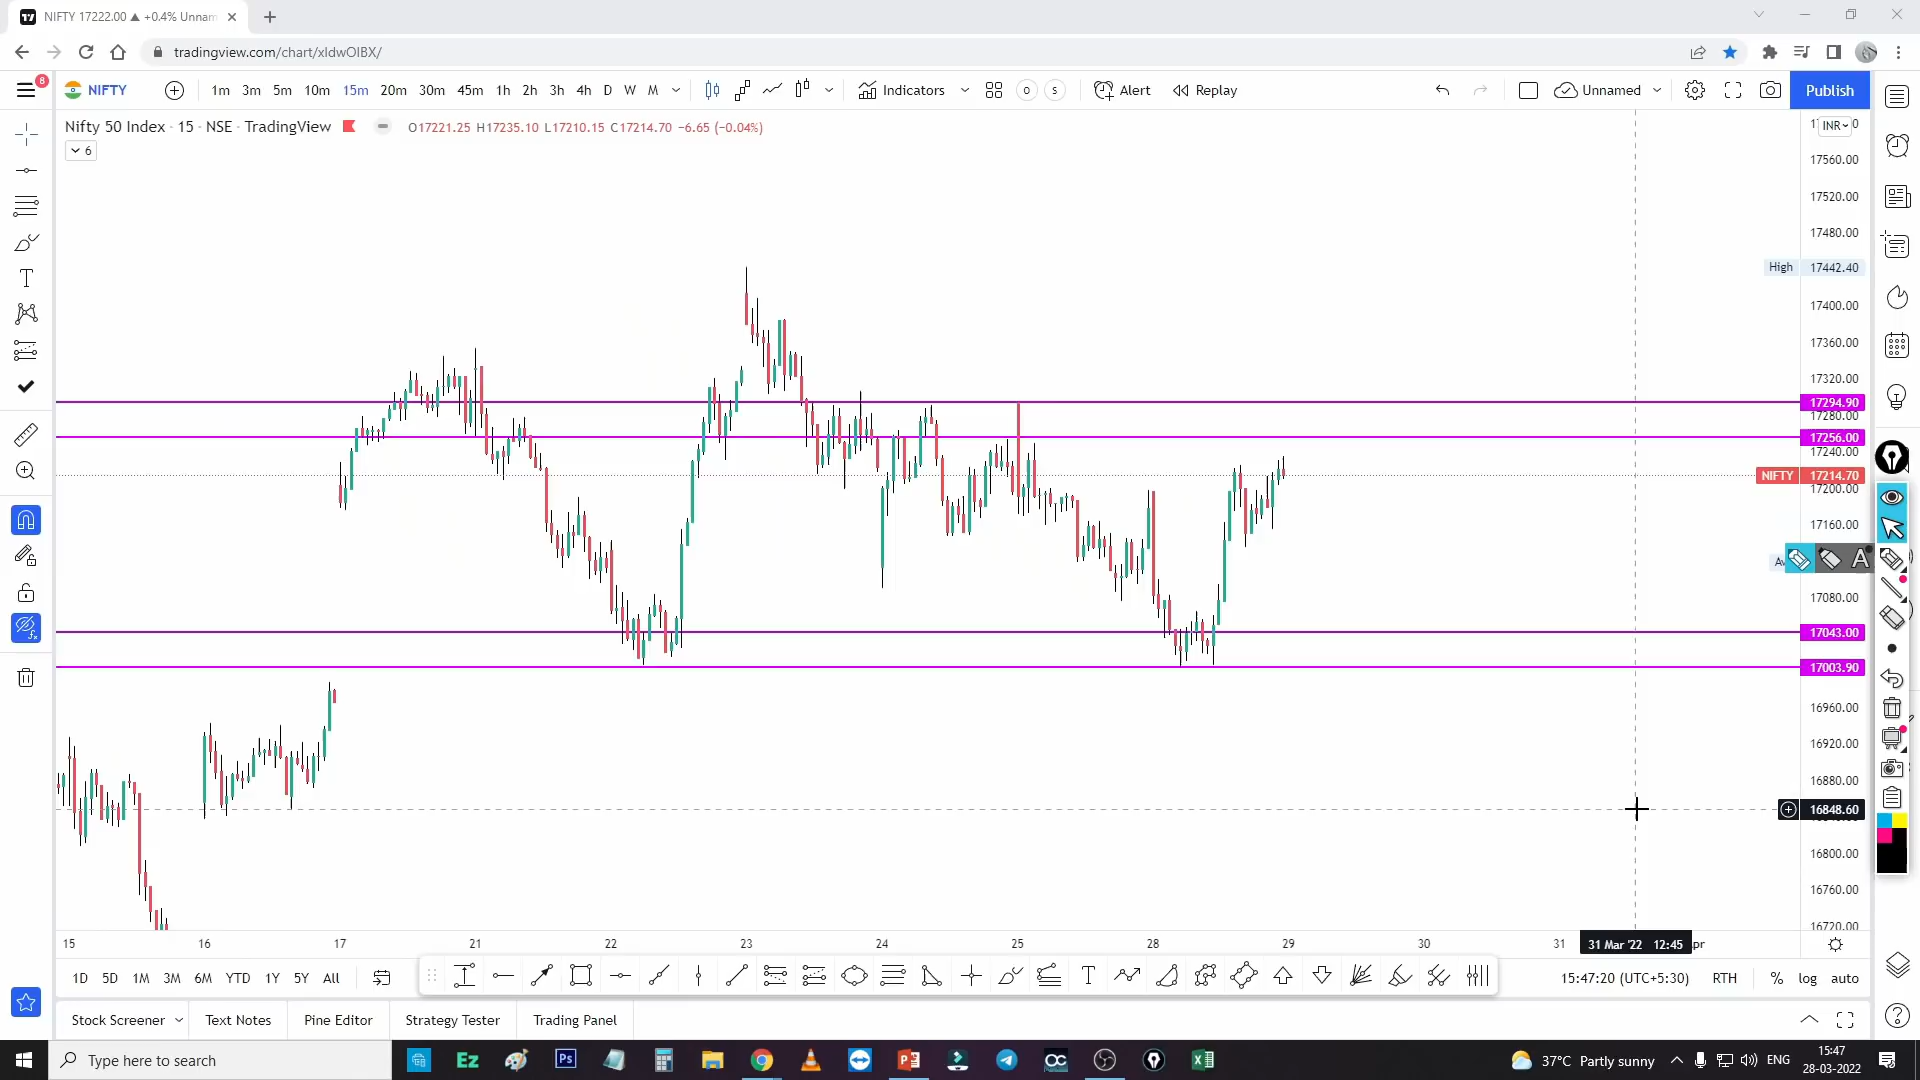 NIFTY 17222.00 ▲ +0.4% Unnam
tradingview.com/chart/xIdwOIBX/
8
NIFTY
1m 3m 5m 10m 15m 20m 30m 45m 1h 2h 3h 4h D W M
Indicators
O S
Alert
Replay
Unnamed
Publish
Nifty 50 Index · 15 · NSE · TradingView
O17221.25 H17235.10 L17210.15 C17214.70 −6.65 (−0.04%)
6
INR
17560.00
17520.00
17480.00
High 17442.40
17400.00
17360.00
17320.00
17294.90
17280.00
17256.00
17240.00
NIFTY 17214.70
17200.00
17160.00
A
17080.00
17043.00
17003.90
16960.00
16920.00
16880.00
16848.60
16800.00
16760.00
16720.00
15 16 17 21 22 23 24 25 28 29 30 31
31 Mar '22 12:45
1D 5D 1M 3M 6M YTD 1Y 5Y All
T
15:47:20 (UTC+5:30)
RTH
% log auto
Stock Screener
Text Notes
Pine Editor
Strategy Tester
Trading Panel
Type here to search
Ez
Ps
37°C Partly sunny
ENG
15:47
28-03-2022